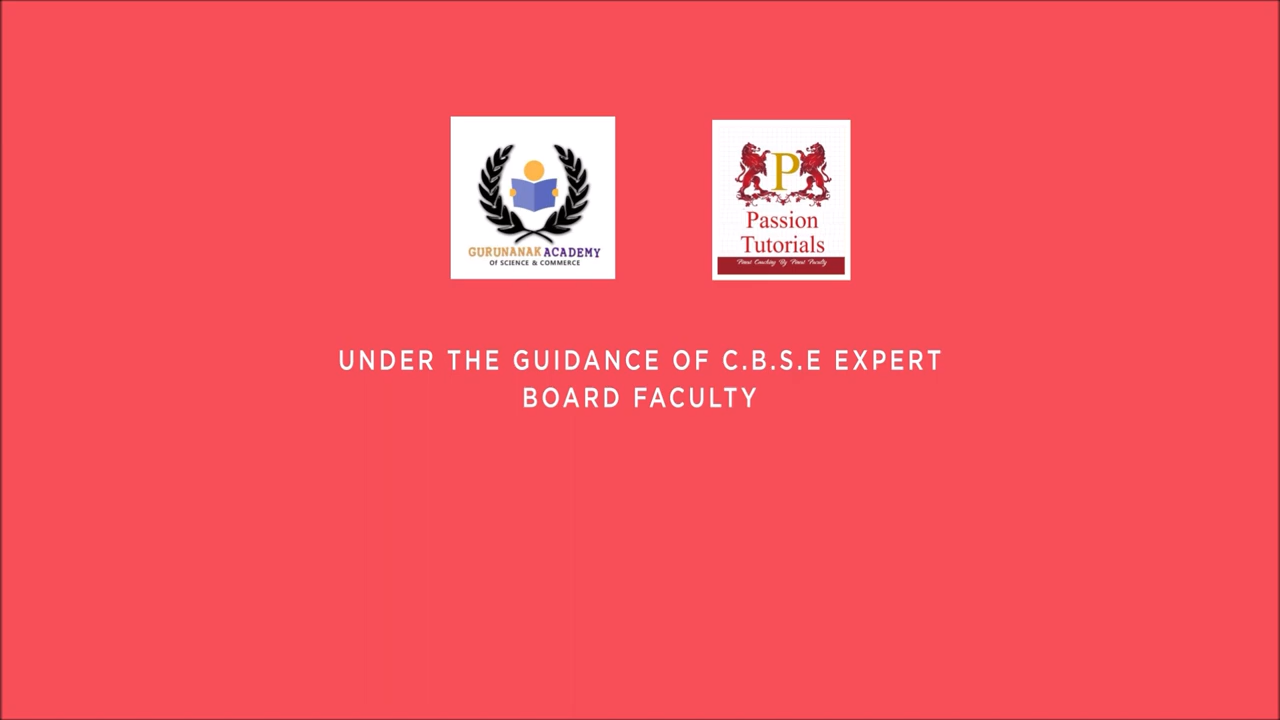 GURUNANAK ACADEMY
OF SCIENCE & COMMERCE
P
Passion
Tutorials
UNDER THE GUIDANCE OF C.B.S.E EXPERT
BOARD FACULTY